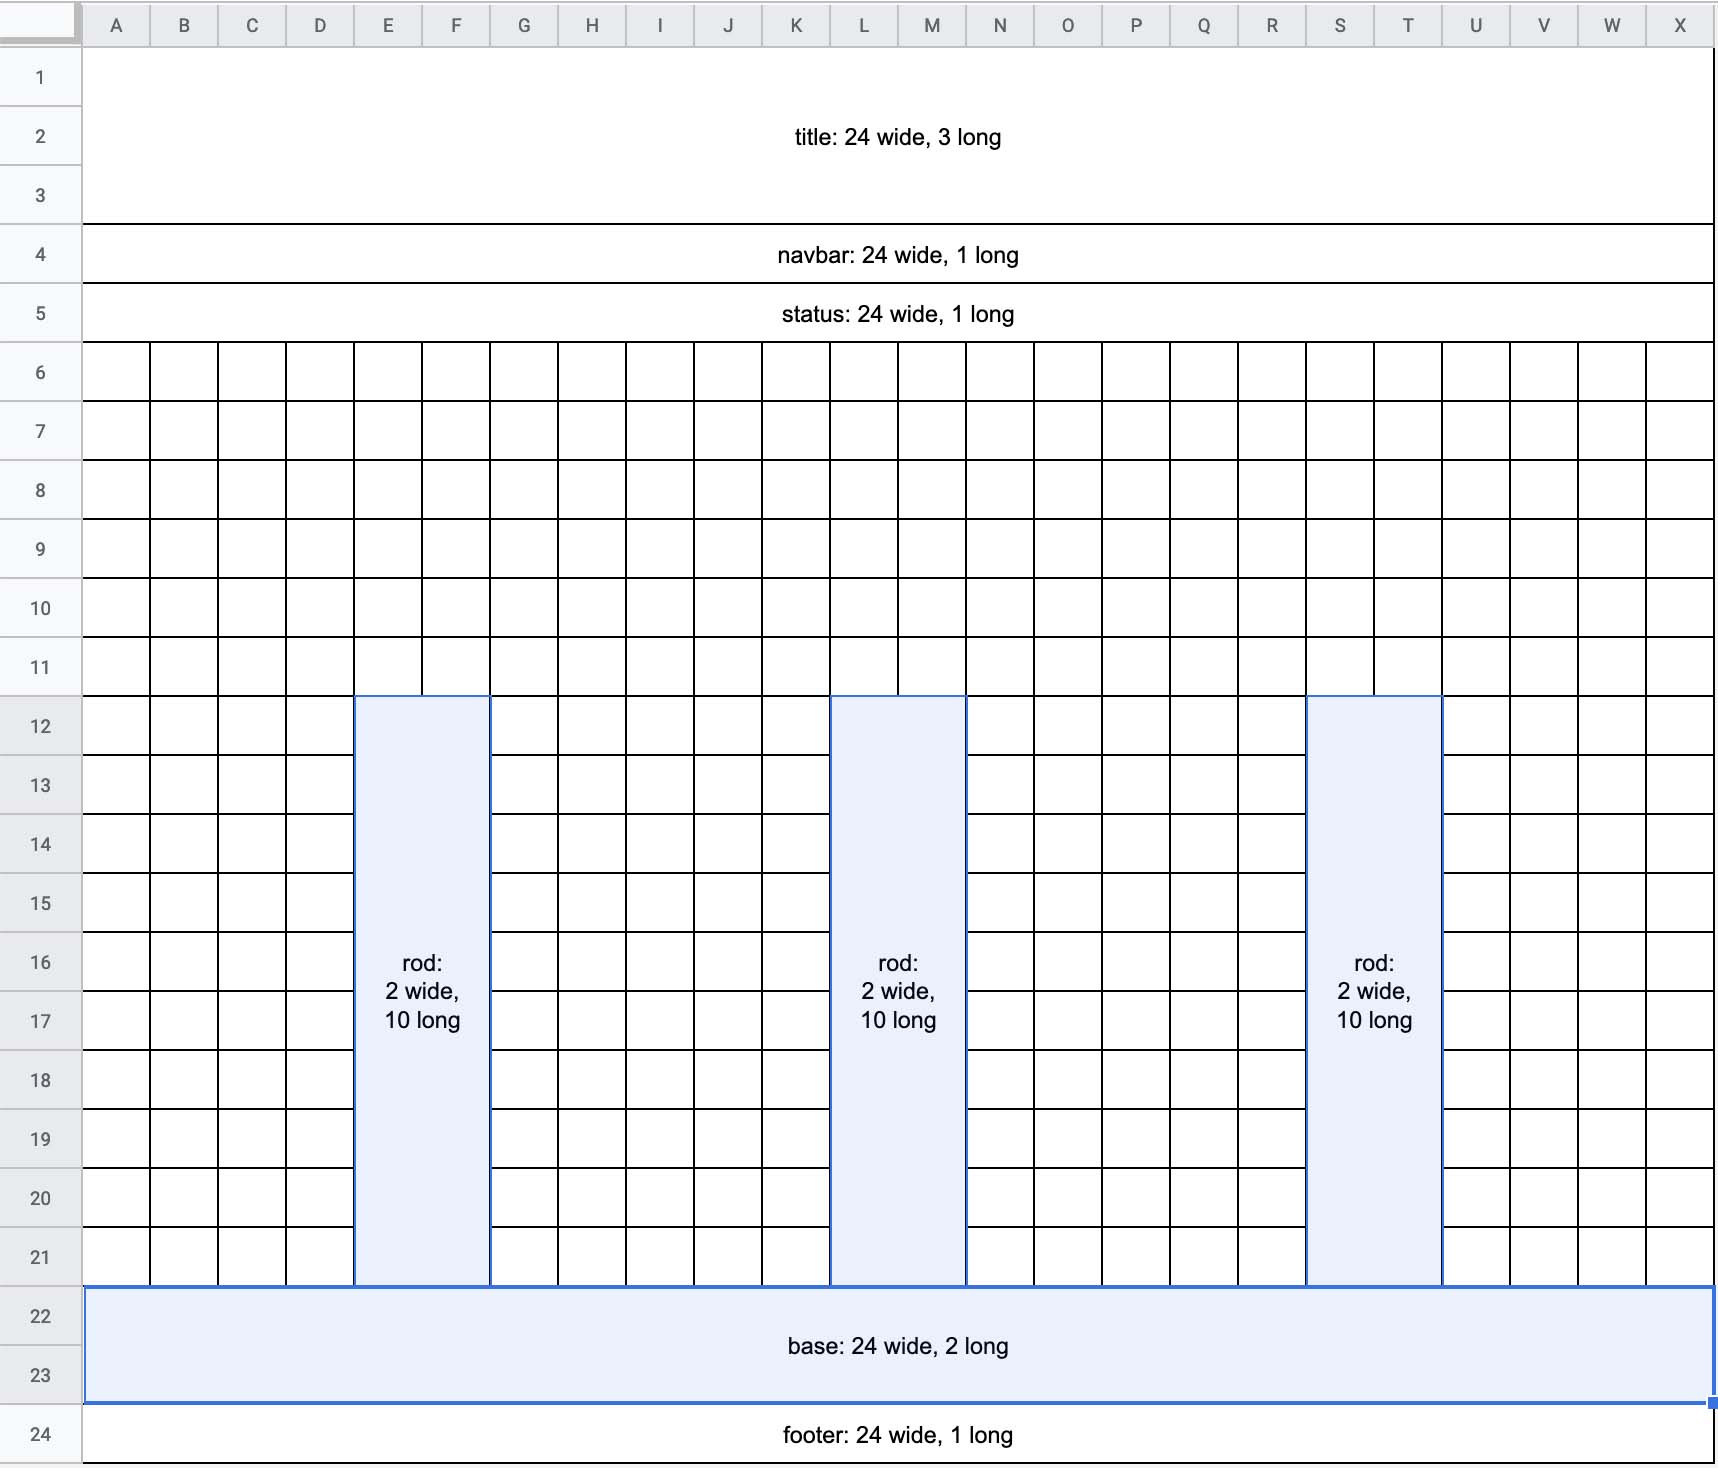 A B C D E F G H I J K L M N O P Q R S T U V W X
1
2
title: 24 wide, 3 long
3
4
navbar: 24 wide, 1 long
5
status: 24 wide, 1 long
6
7
8
9
10
11
12
13
14
15
16
17
18
19
20
21
rod:
2 wide,
10 long
rod:
2 wide,
10 long
rod:
2 wide,
10 long
22
base: 24 wide, 2 long
23
24
footer: 24 wide, 1 long